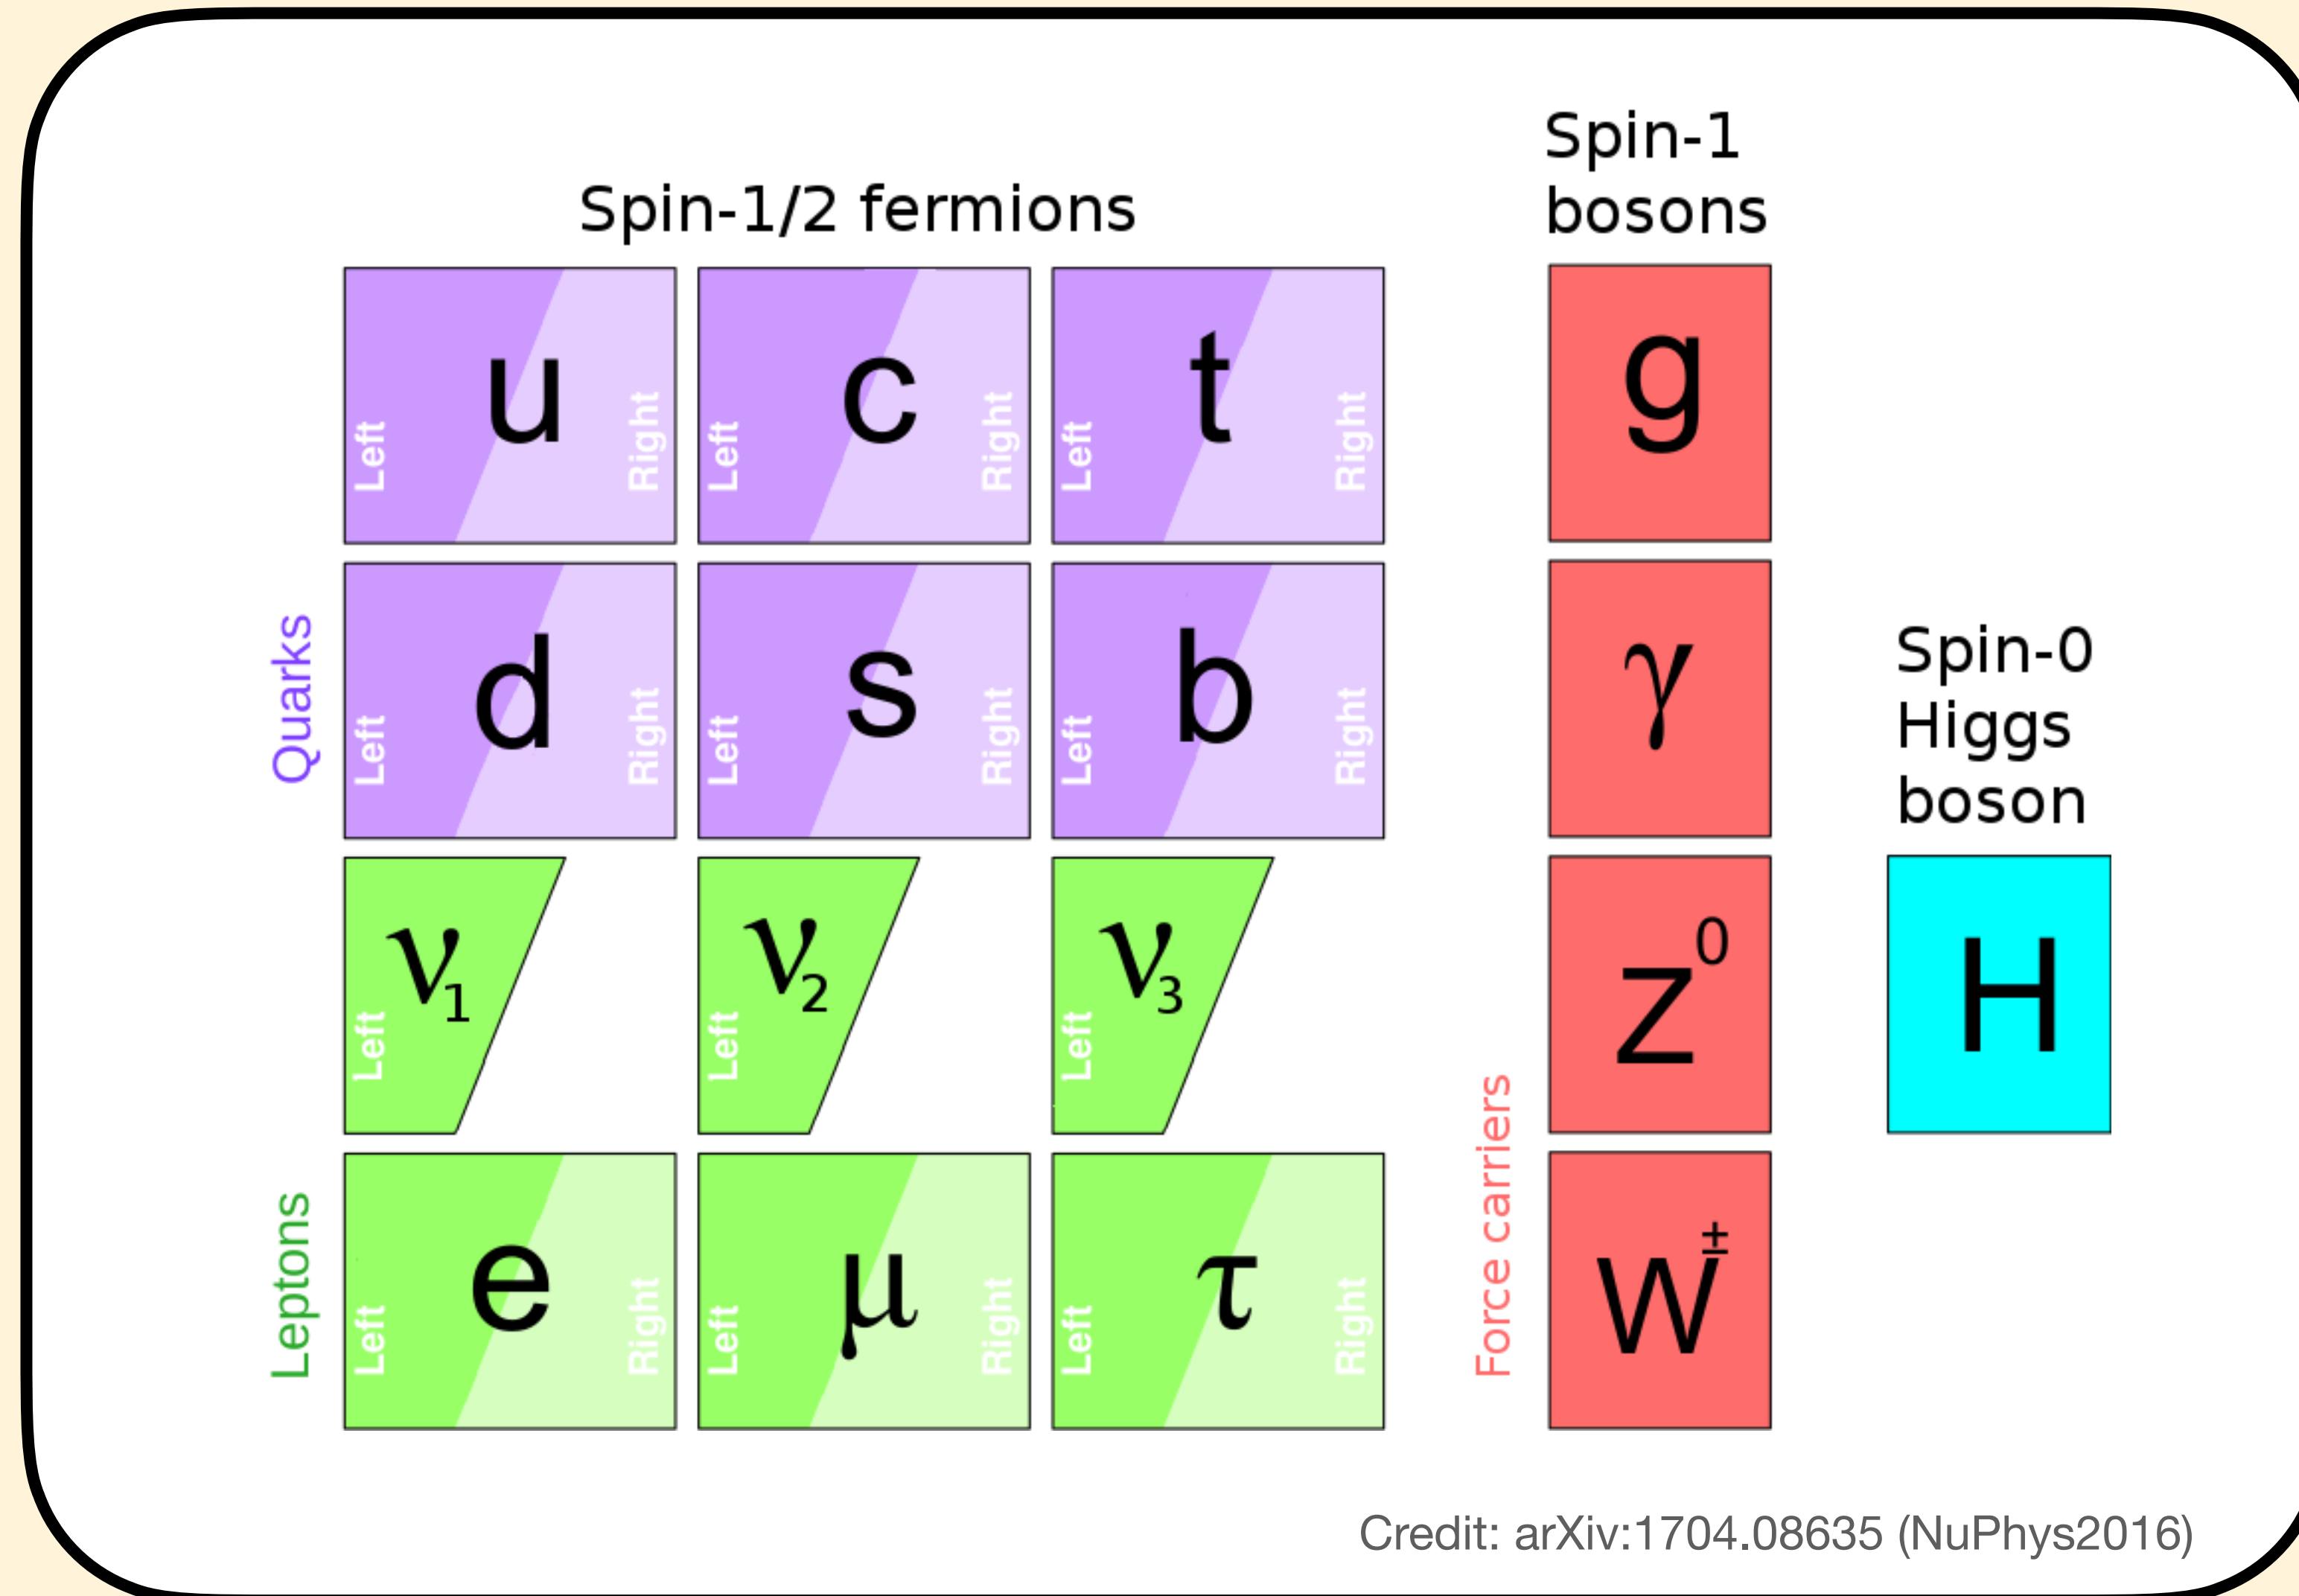 Spin-1/2 fermions
Spin-1
bosons
Quarks
Left
u
Right
Left
c
Right
Left
t
Right
g
Left
d
Right
Left
s
Right
Left
b
Right
γ
Spin-0
Higgs
boson
Leptons
Left
ν1
Left
ν2
Left
ν3
Force carriers
Z0
H
Left
e
Right
Left
μ
Right
Left
τ
Right
W±
Credit: arXiv:1704.08635 (NuPhys2016)